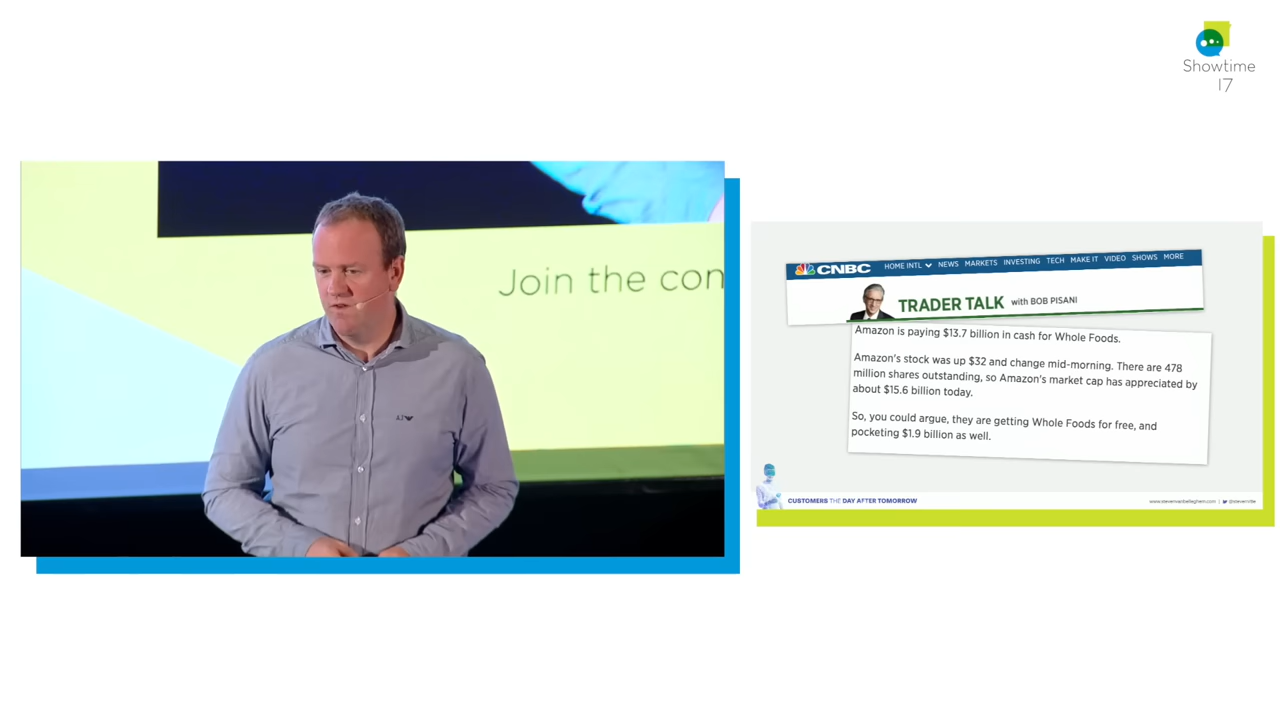 Showtime
17
Join the con
CNBC HOME INTL NEWS MARKETS INVESTING TECH MAKE IT VIDEO SHOWS MORE
TRADER TALK with BOB PISANI
Amazon is paying $13.7 billion in cash for Whole Foods.
Amazon's stock was up $32 and change mid-morning. There are 478
million shares outstanding, so Amazon's market cap has appreciated by
about $15.6 billion today.
So, you could argue, they are getting Whole Foods for free, and
pocketing $1.9 billion as well.
CUSTOMERS THE DAY AFTER TOMORROW